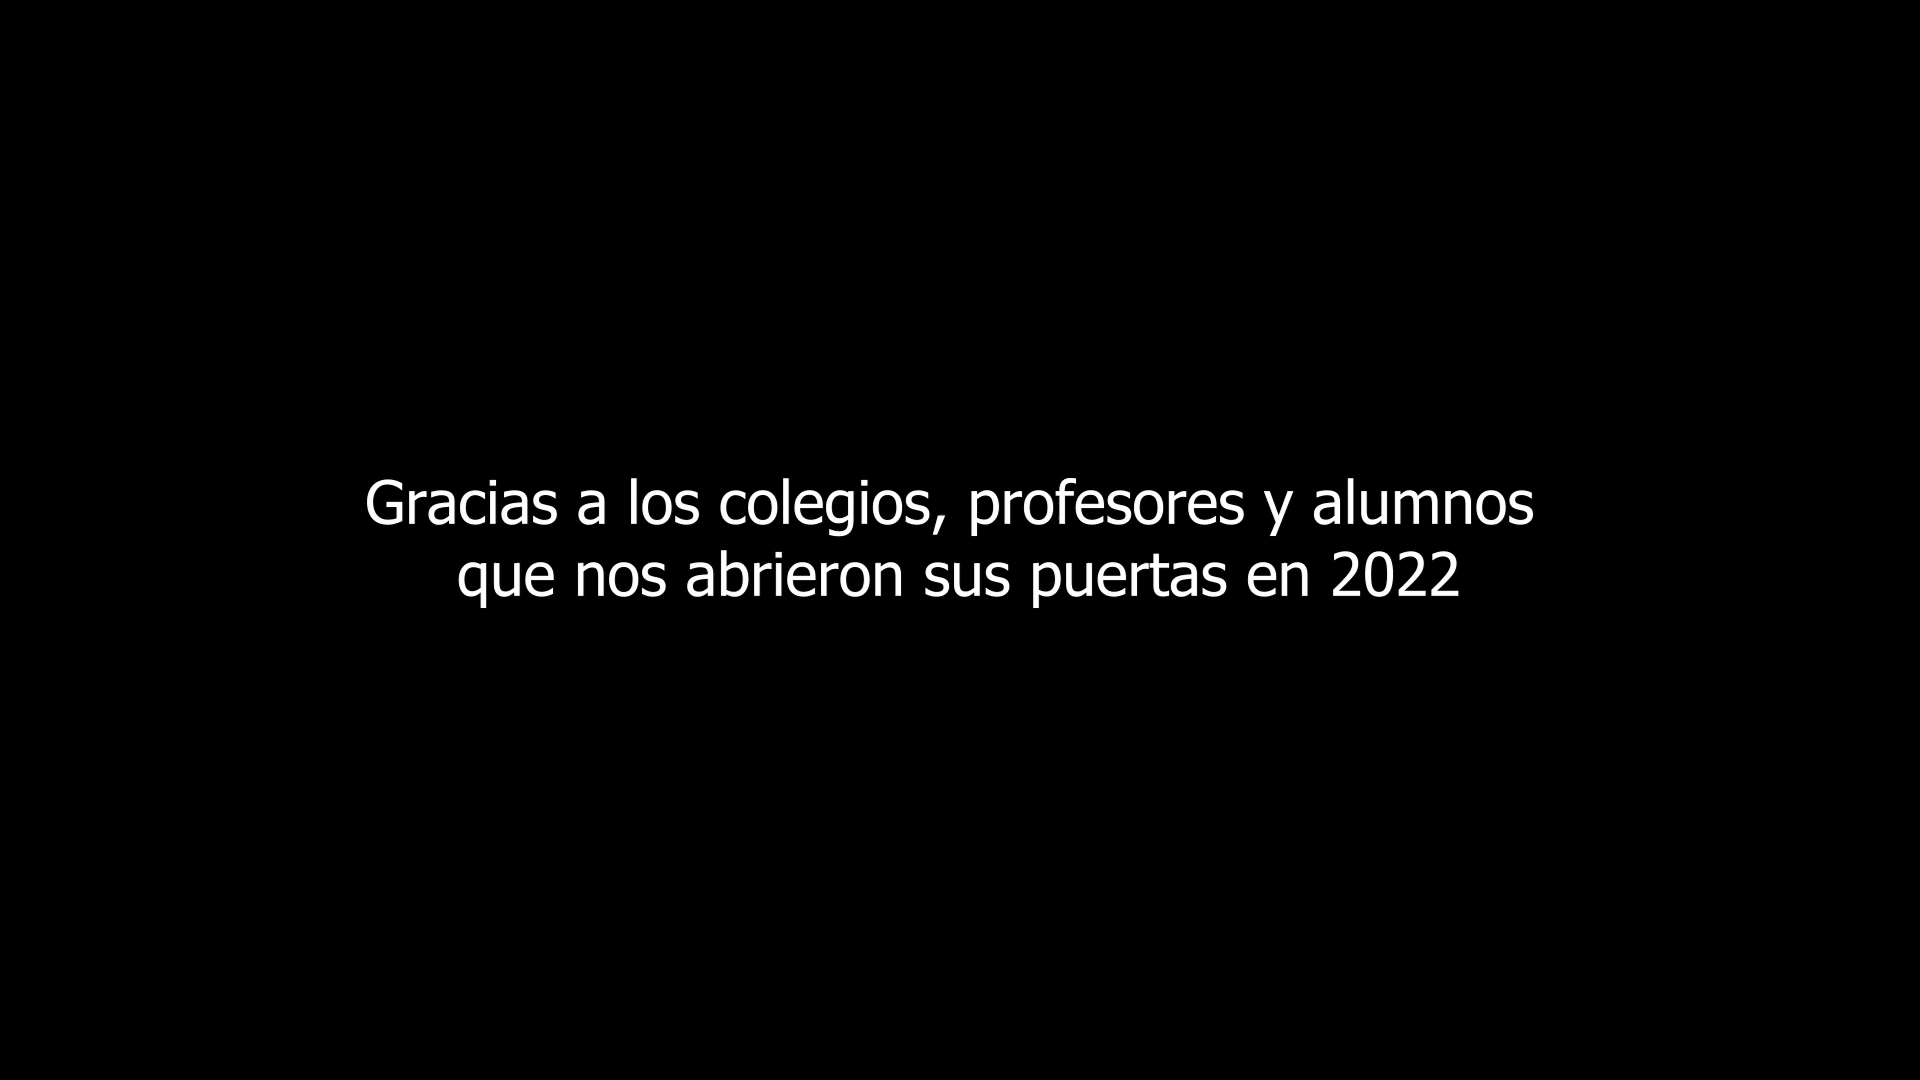 Gracias a los colegios, profesores y alumnos
que nos abrieron sus puertas en 2022